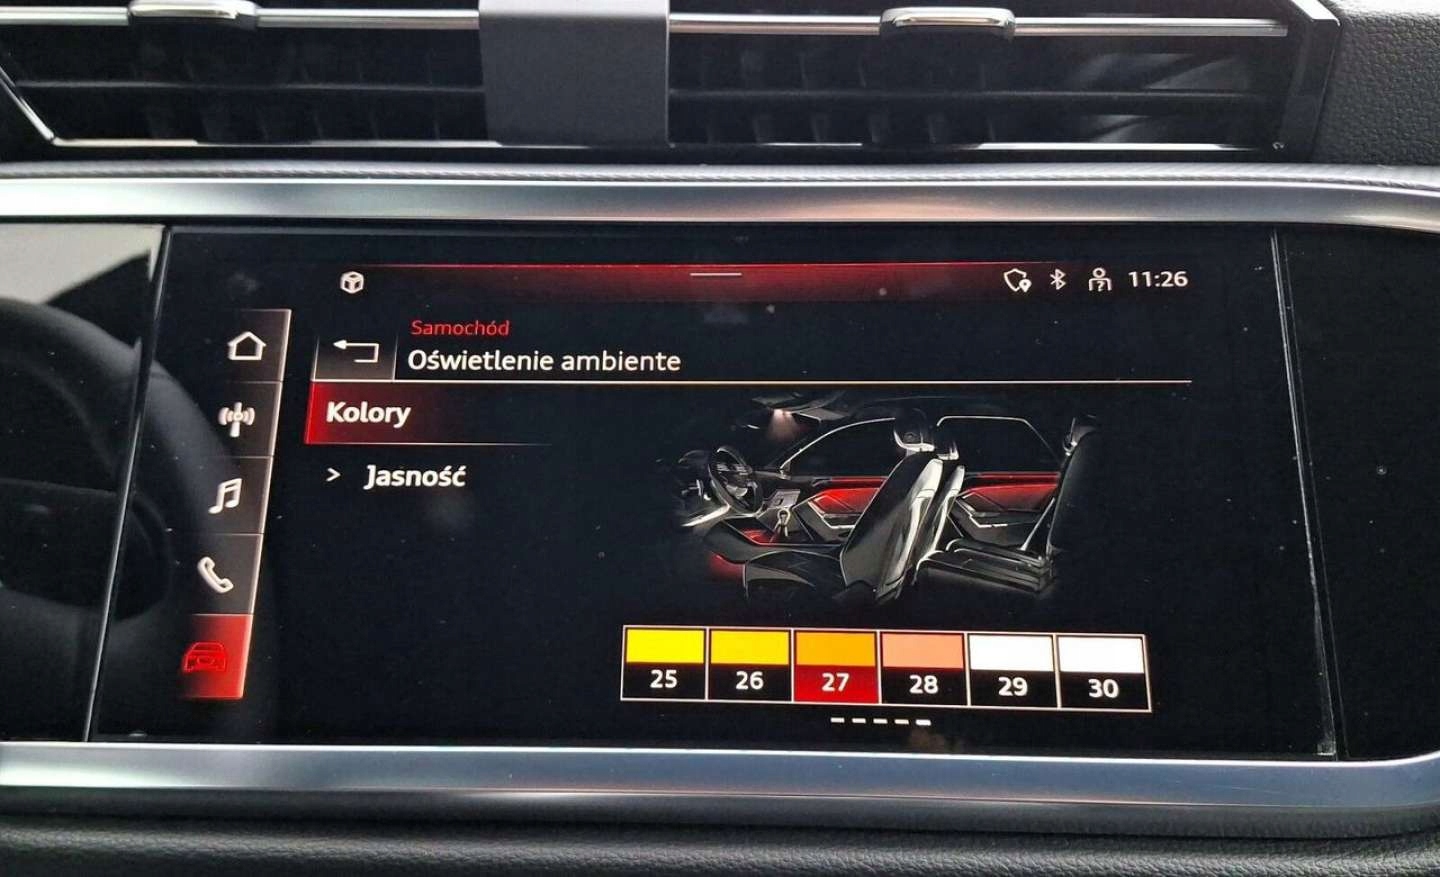 11:26
Samochód
Oświetlenie ambiente
Kolory
> Jasność
25 26 27 28 29 30